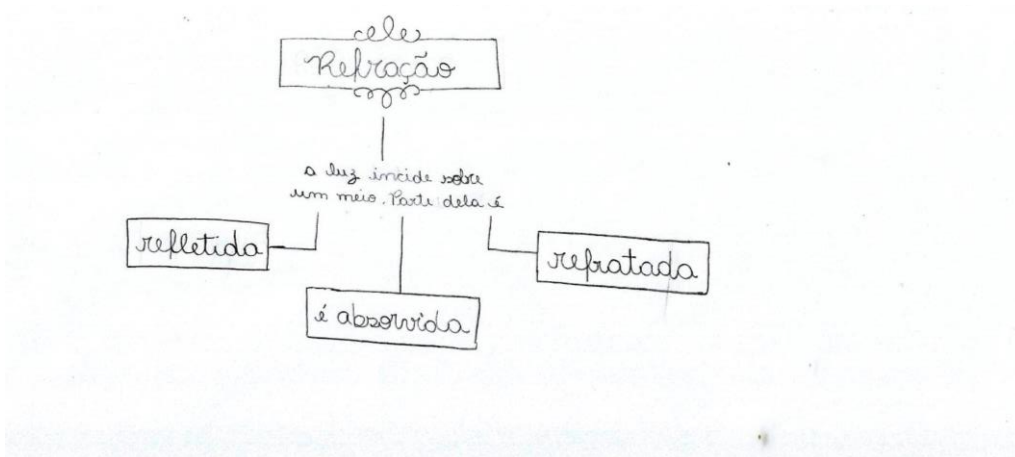 Refração
a luz incide sobre
um meio. Parte dela é
refletida
refratada
é absorvida